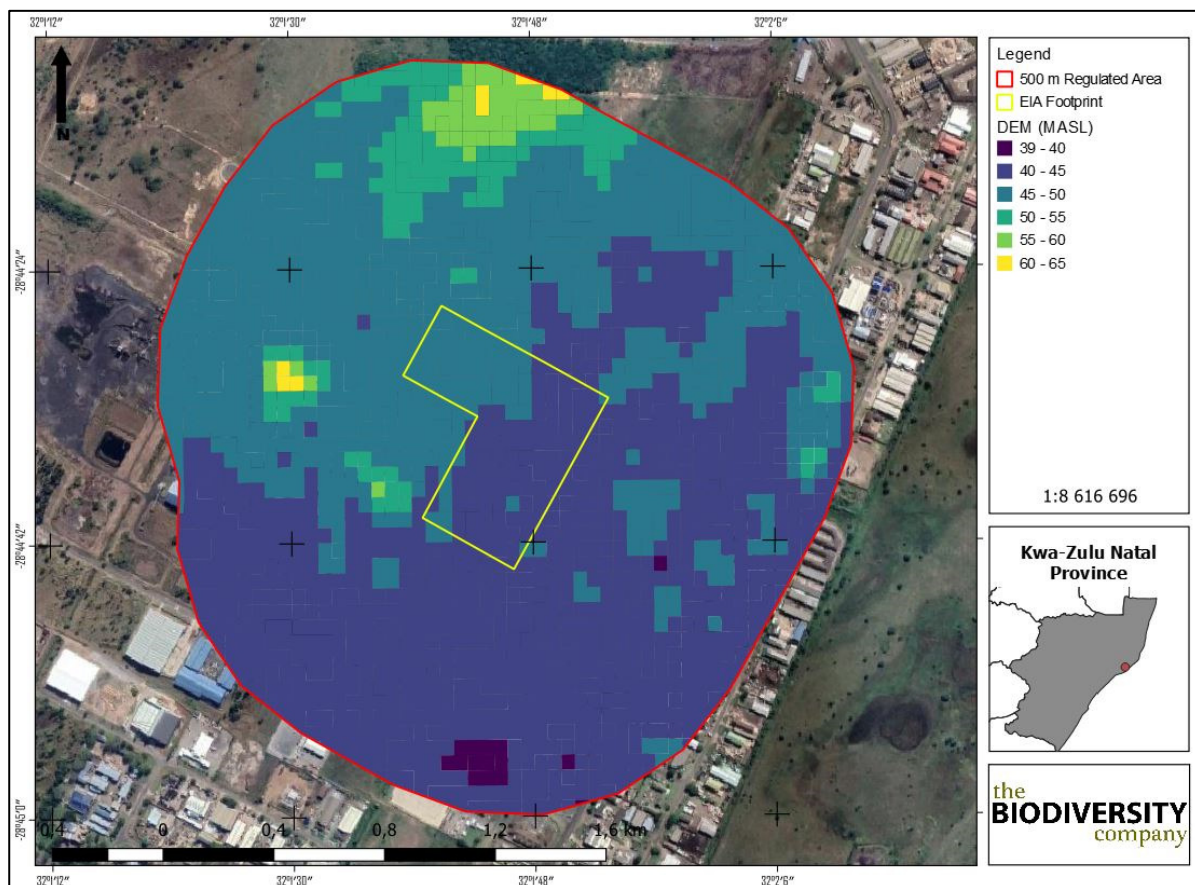 32°1'12" 32°1'30" 32°1'48" 32°2'6"
N
-28°44'24"
-28°44'42"
-28°45'0"
0,4 0 0,4 0,8 1,2 1,6 km
32°1'12" 32°1'30" 32°1'48" 32°2'6"
Legend
500 m Regulated Area
EIA Footprint
DEM (MASL)
39 - 40
40 - 45
45 - 50
50 - 55
55 - 60
60 - 65
1:8 616 696
Kwa-Zulu Natal
Province
the
BIODIVERSITY
company